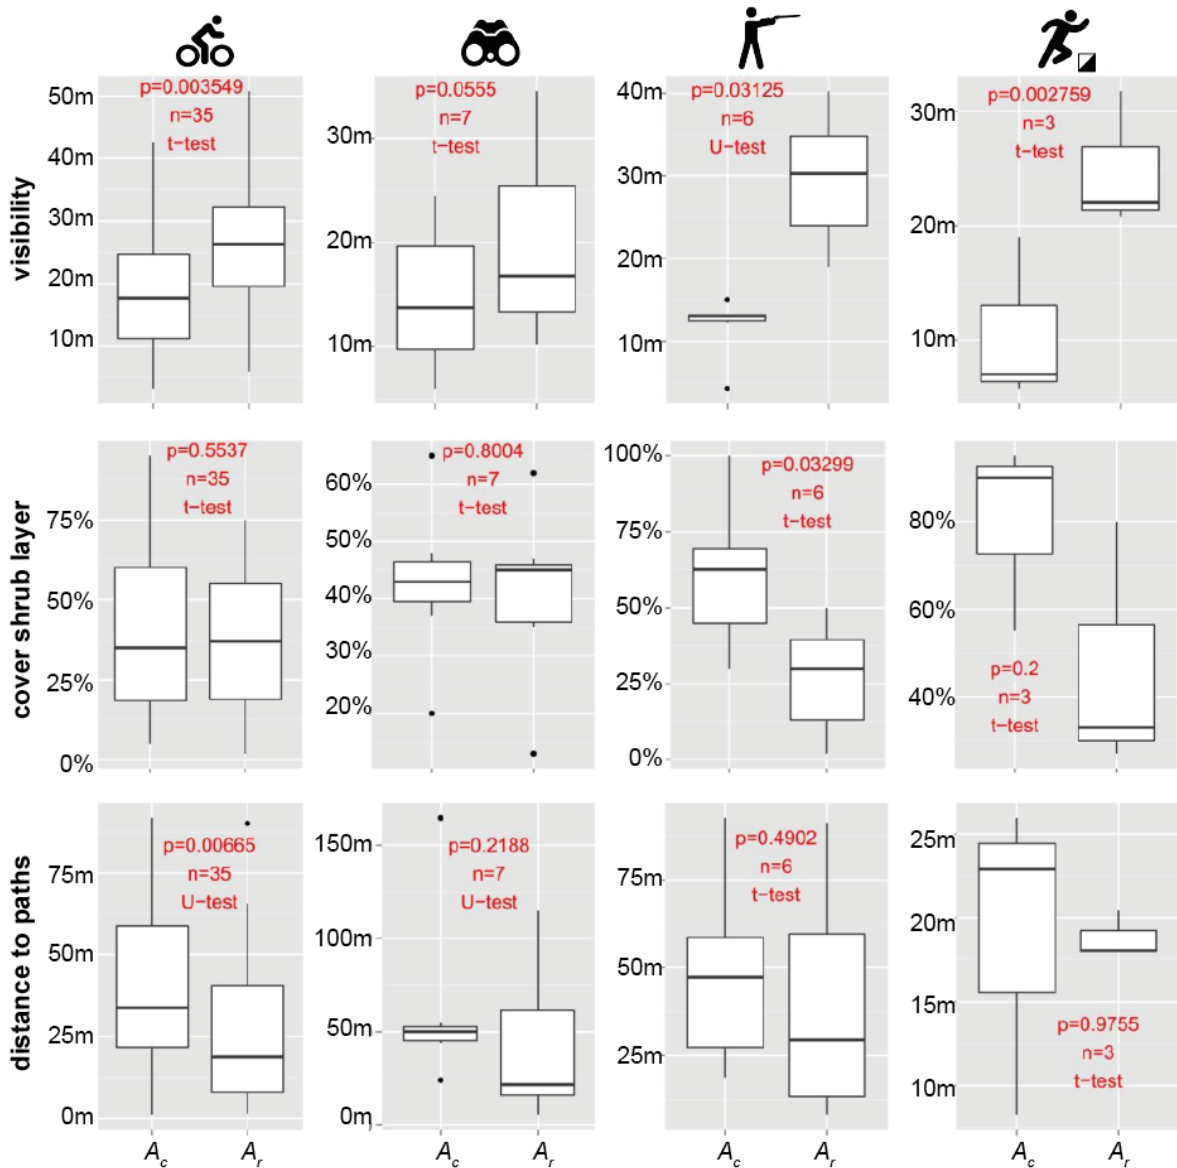 visibility
50m
40m
30m
20m
10m
p=0.003549
n=35
t-test
30m
20m
10m
p=0.0555
n=7
t-test
40m
30m
20m
10m
p=0.03125
n=6
U-test
30m
20m
10m
p=0.002759
n=3
t-test
cover shrub layer
75%
50%
25%
0%
p=0.5537
n=35
t-test
60%
50%
40%
30%
20%
p=0.8004
n=7
t-test
100%
75%
50%
25%
0%
p=0.03299
n=6
t-test
80%
60%
40%
p=0.2
n=3
t-test
distance to paths
75m
50m
25m
0m
p=0.00665
n=35
U-test
150m
100m
50m
0m
p=0.2188
n=7
U-test
75m
50m
25m
p=0.4902
n=6
t-test
25m
20m
15m
10m
p=0.9755
n=3
t-test
Ac Ar Ac Ar Ac Ar Ac Ar